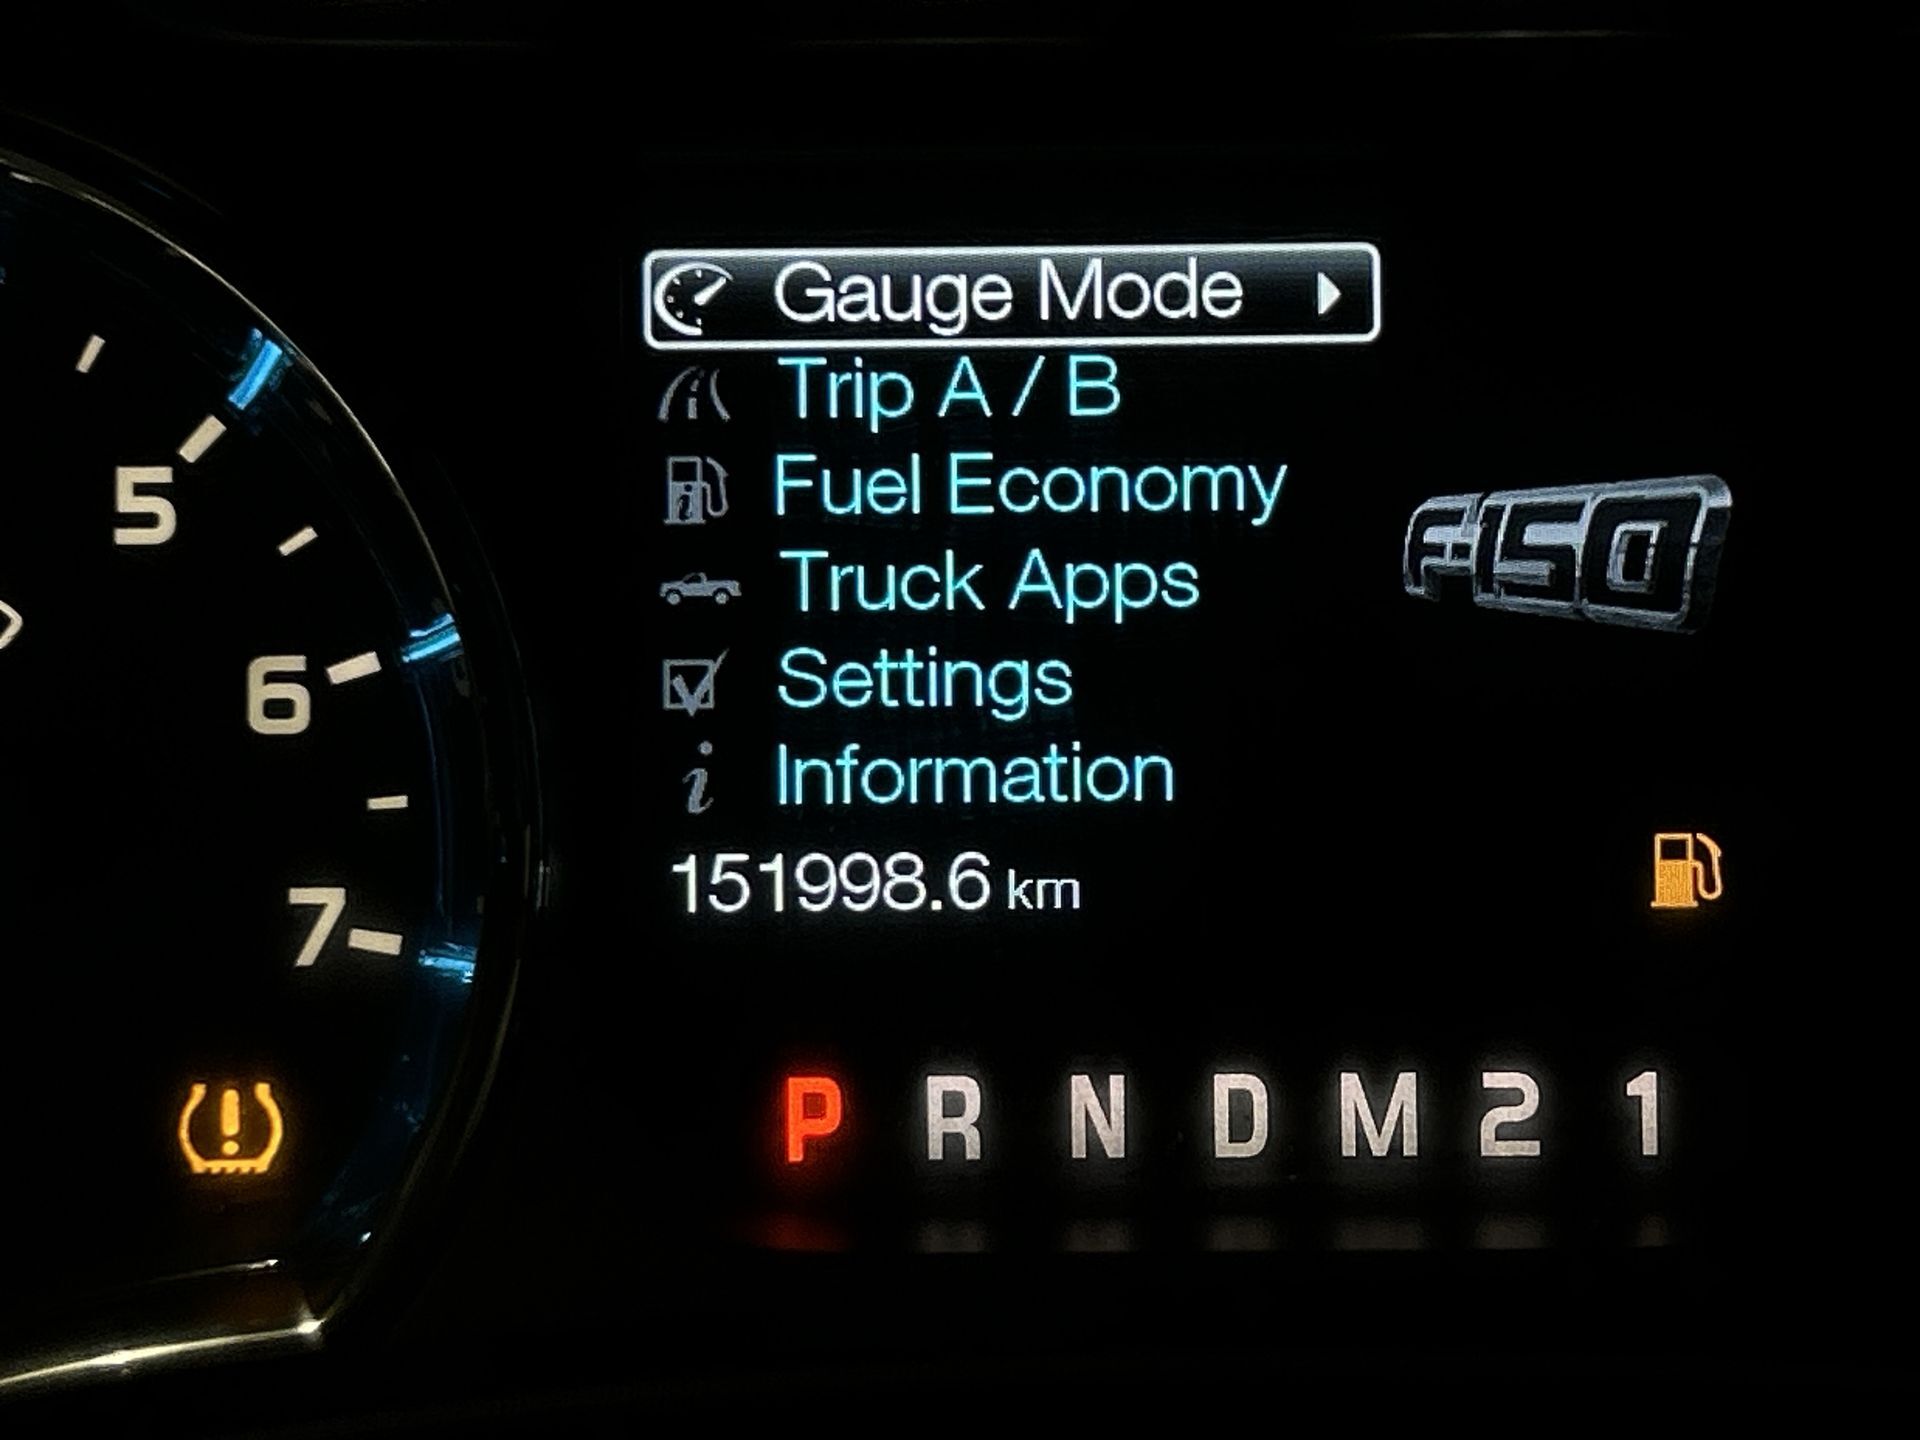 Gauge Mode
Trip A / B
Fuel Economy
Truck Apps
Settings
Information
151998.6 km
F-150
5
6
7
P R N D M 2 1